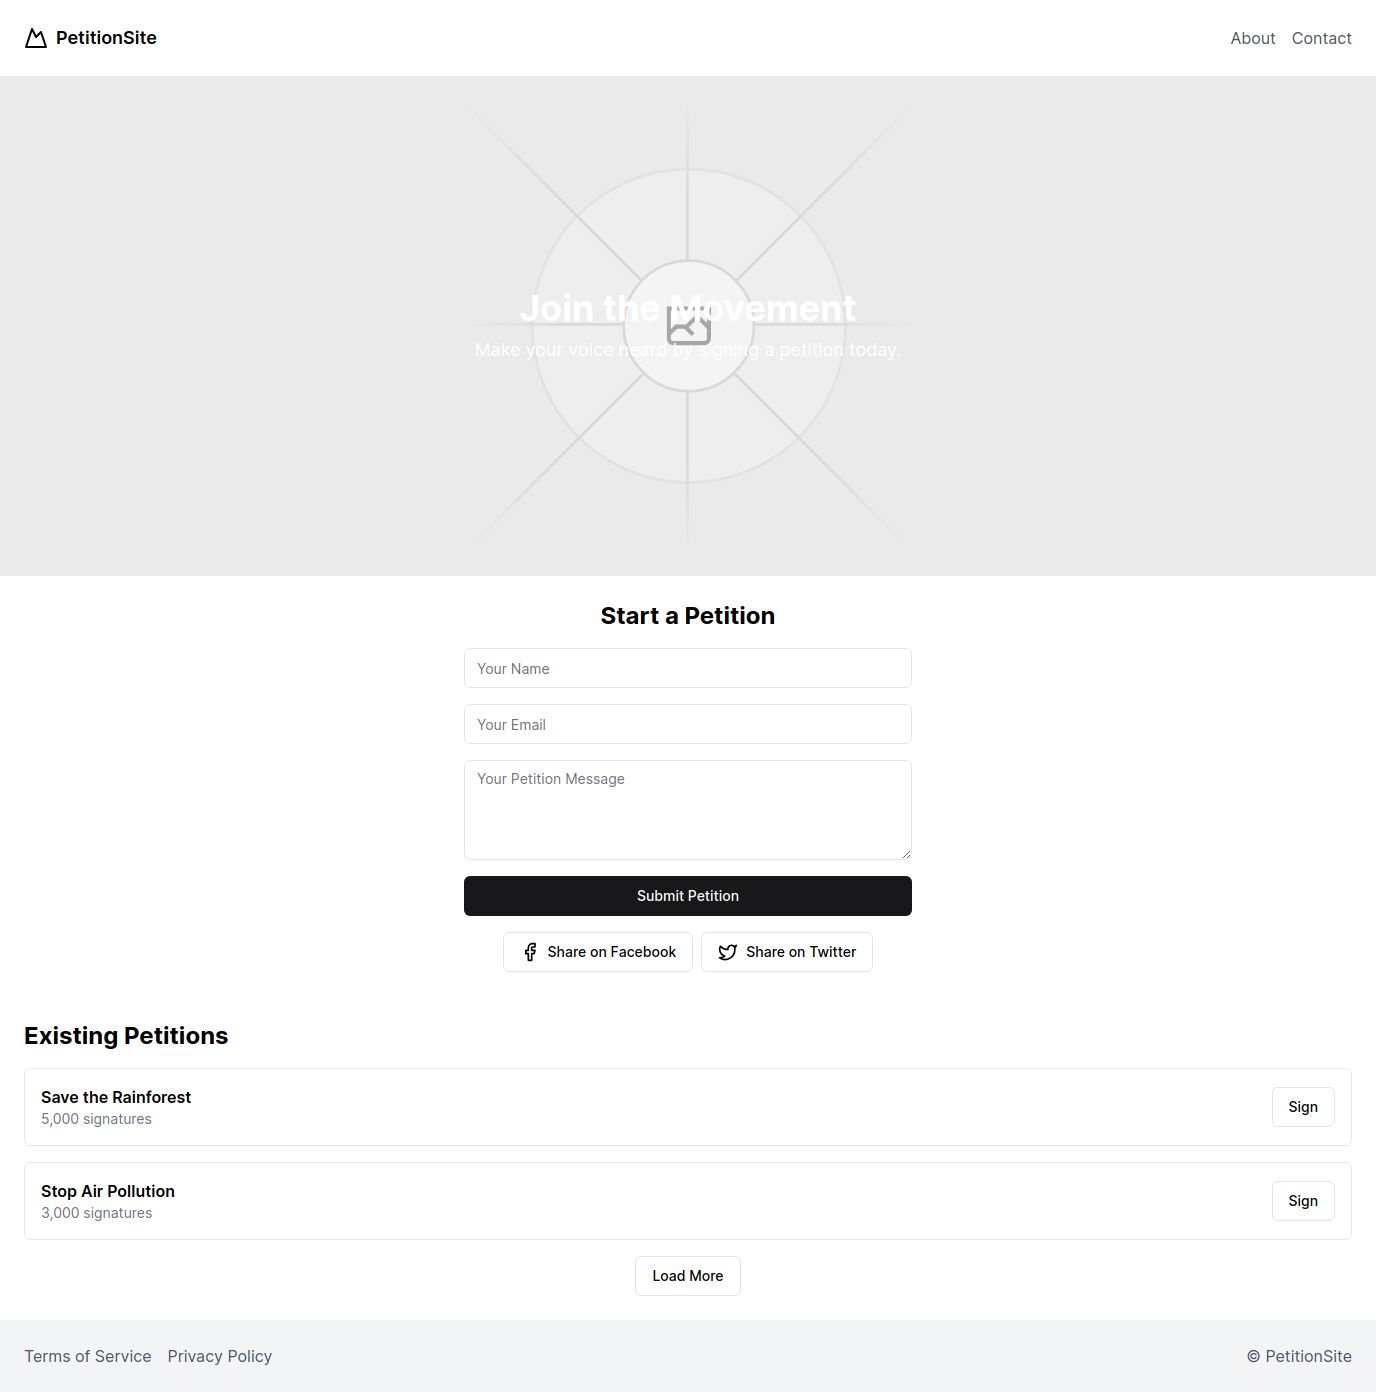 PetitionSite
About
Contact
Join the Movement
Make your voice heard by signing a petition today.
Start a Petition
Your Name
Your Email
Your Petition Message
Submit Petition
Share on Facebook
Share on Twitter
Existing Petitions
Save the Rainforest
5,000 signatures
Sign
Stop Air Pollution
3,000 signatures
Sign
Load More
Terms of Service
Privacy Policy
© PetitionSite